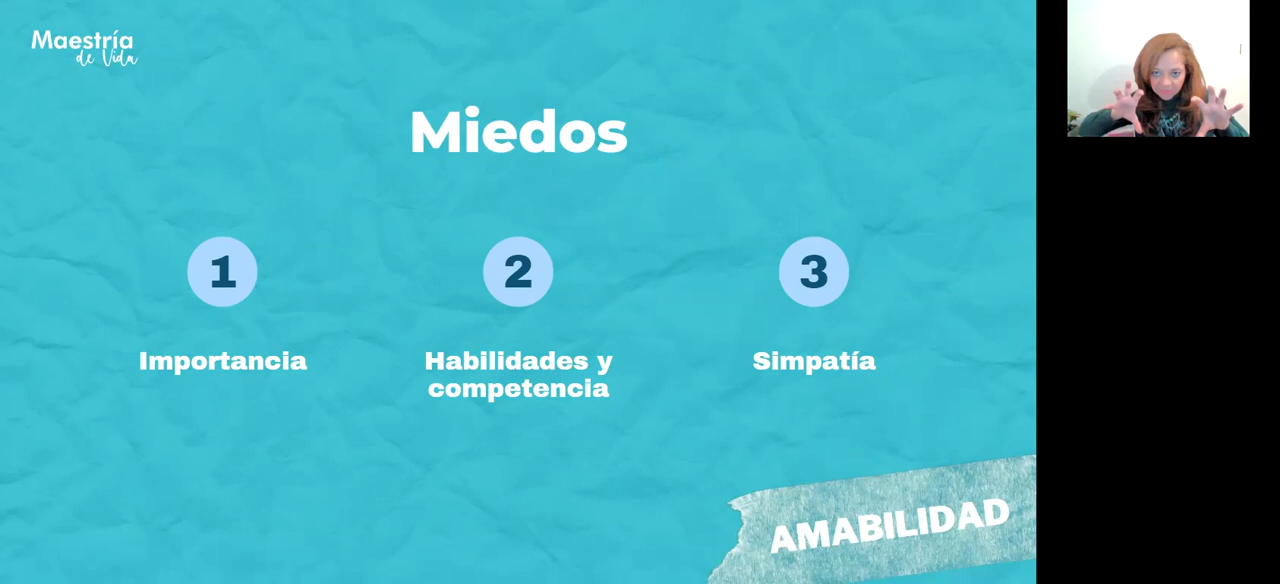 Maestría
de Vida
Miedos
1
2
3
Importancia
Habilidades y
competencia
Simpatía
AMABILIDAD